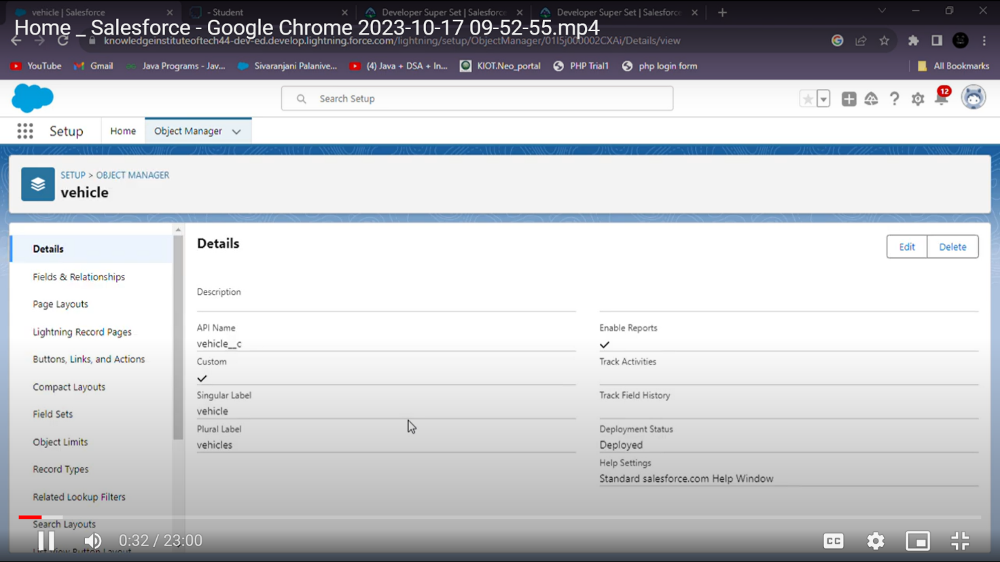 vehicle | Salesforce
- Student
Developer Super Set | Salesforce
Developer Super Set | Salesforce
Home _ Salesforce - Google Chrome 2023-10-17 09-52-55.mp4
knowledgeinstituteoftech44-dev-ed.develop.lightning.force.com/lightning/setup/ObjectManager/01I5j000002CXAi/Details/view
YouTube
Gmail
Java Programs - Jav...
Sivaranjani Palanive...
(4) Java + DSA + In...
KIOT.Neo_portal
PHP Trial1
php login form
All Bookmarks
Search Setup
12
Setup
Home
Object Manager
SETUP > OBJECT MANAGER
vehicle
Details
Fields & Relationships
Page Layouts
Lightning Record Pages
Buttons, Links, and Actions
Compact Layouts
Field Sets
Object Limits
Record Types
Related Lookup Filters
Search Layouts
List View Button Layout
Details
Edit
Delete
Description
API Name
vehicle__c
Custom
Singular Label
vehicle
Plural Label
vehicles
Enable Reports
Track Activities
Track Field History
Deployment Status
Deployed
Help Settings
Standard salesforce.com Help Window
0:32 / 23:00
CC